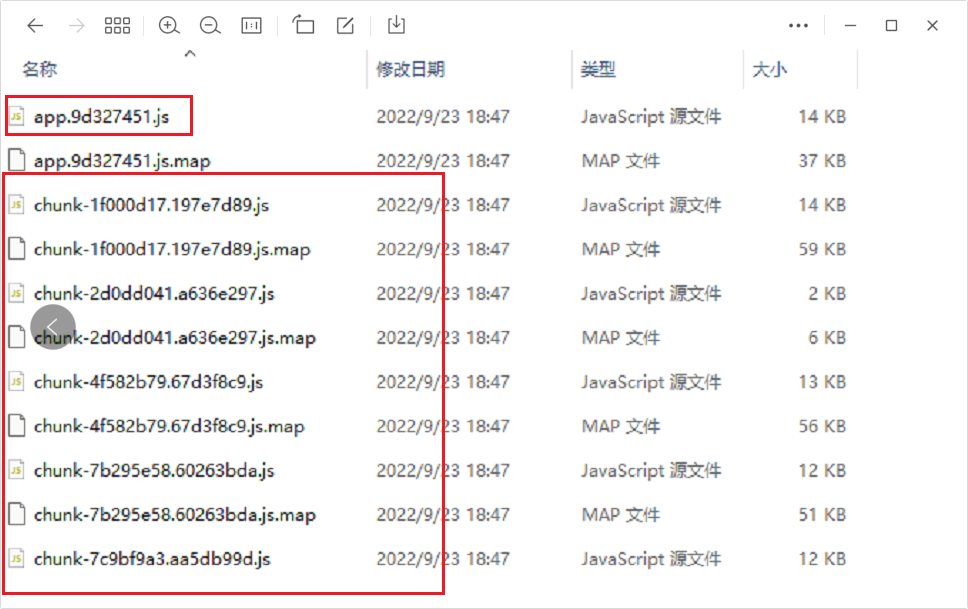 名称 修改日期 类型 大小
app.9d327451.js 2022/9/23 18:47 JavaScript 源文件 14 KB
app.9d327451.js.map 2022/9/23 18:47 MAP 文件 37 KB
chunk-1f000d17.197e7d89.js 2022/9/23 18:47 JavaScript 源文件 14 KB
chunk-1f000d17.197e7d89.js.map 2022/9/23 18:47 MAP 文件 59 KB
chunk-2d0dd041.a636e297.js 2022/9/23 18:47 JavaScript 源文件 2 KB
chunk-2d0dd041.a636e297.js.map 2022/9/23 18:47 MAP 文件 6 KB
chunk-4f582b79.67d3f8c9.js 2022/9/23 18:47 JavaScript 源文件 13 KB
chunk-4f582b79.67d3f8c9.js.map 2022/9/23 18:47 MAP 文件 56 KB
chunk-7b295e58.60263bda.js 2022/9/23 18:47 JavaScript 源文件 12 KB
chunk-7b295e58.60263bda.js.map 2022/9/23 18:47 MAP 文件 51 KB
chunk-7c9bf9a3.aa5db99d.js 2022/9/23 18:47 JavaScript 源文件 12 KB